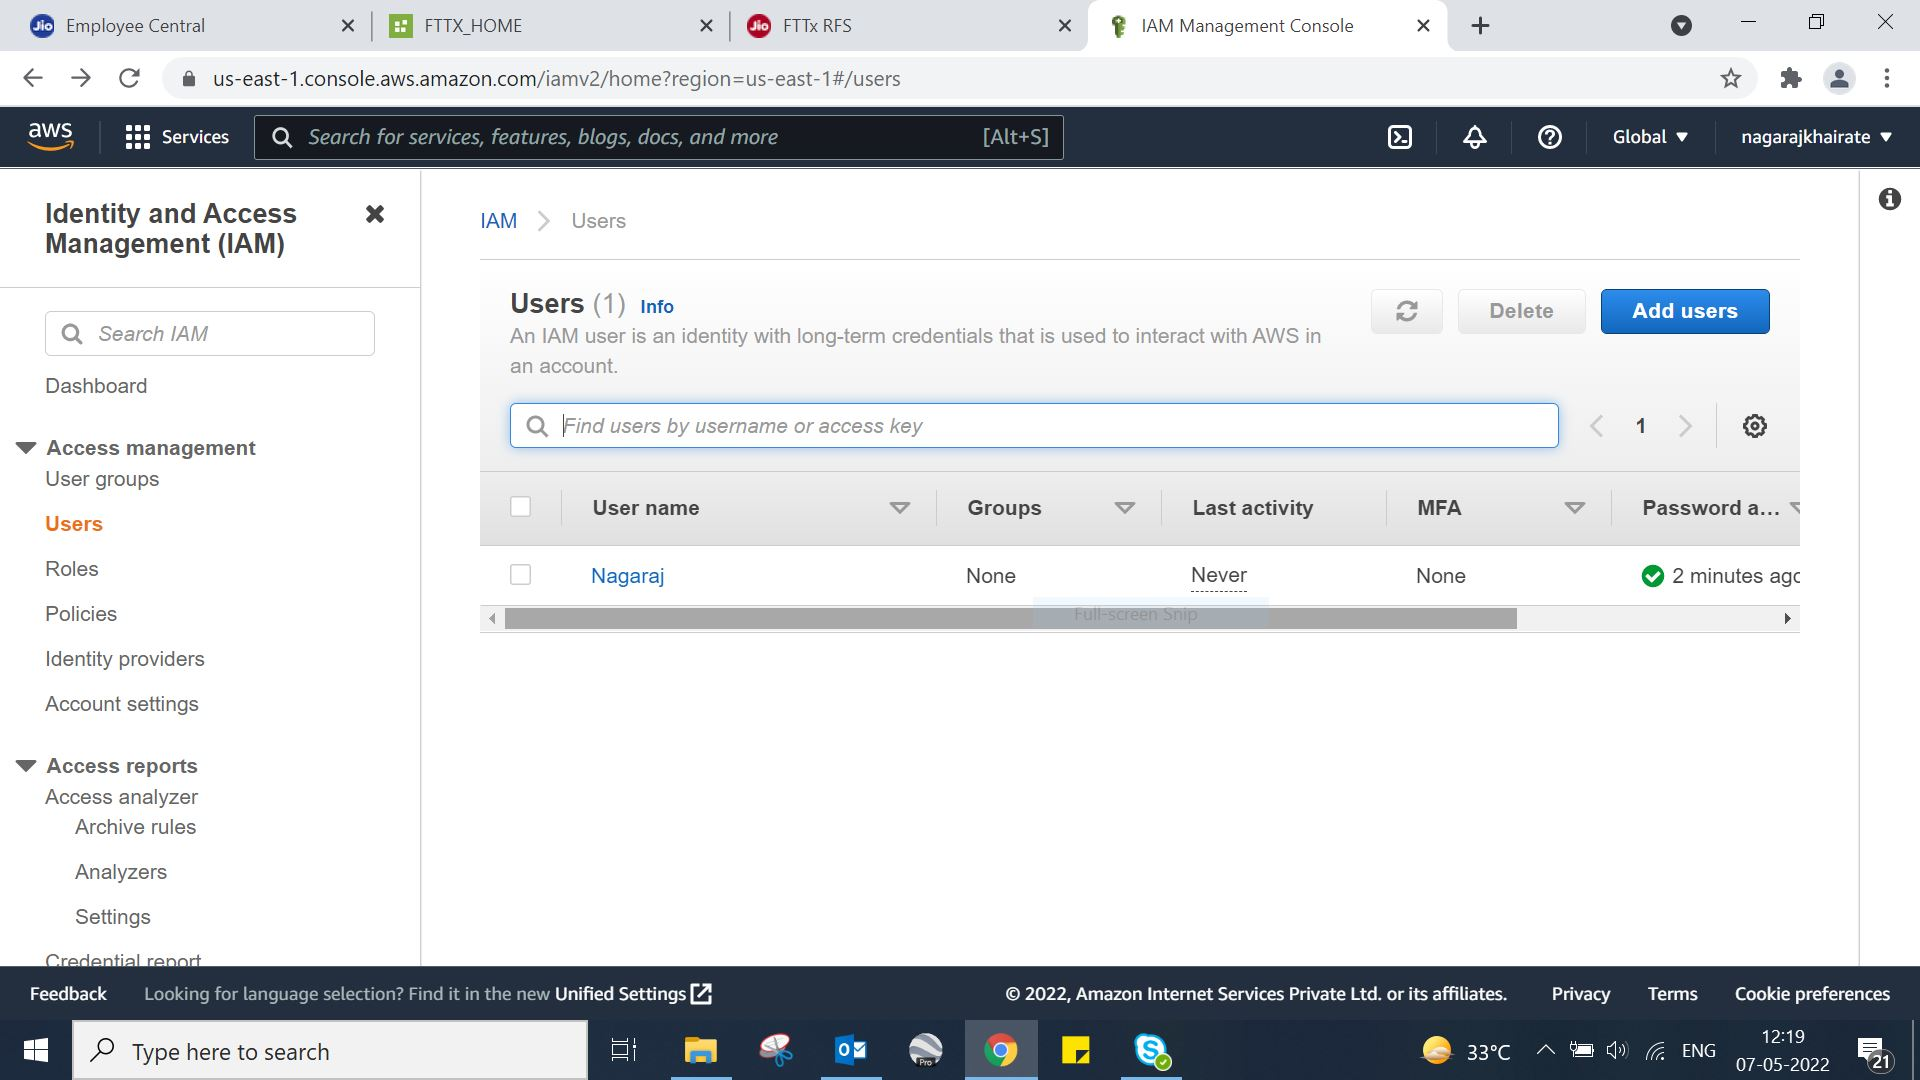 Jio Employee Central
FTTX_HOME
Jio FTTx RFS
IAM Management Console
us-east-1.console.aws.amazon.com/iamv2/home?region=us-east-1#/users
aws Services Search for services, features, blogs, docs, and more [Alt+S] Global nagarajkhairate
Identity and Access
Management (IAM)
Search IAM
Dashboard
Access management
User groups
Users
Roles
Policies
Identity providers
Account settings
Access reports
Access analyzer
Archive rules
Analyzers
Settings
Credential report
IAM Users
Users (1) Info
An IAM user is an identity with long-term credentials that is used to interact with AWS in
an account.
Delete
Add users
Find users by username or access key
1
User name Groups Last activity MFA Password a...
Nagaraj None Never None 2 minutes ago
Full-screen Snip
Feedback Looking for language selection? Find it in the new Unified Settings © 2022, Amazon Internet Services Private Ltd. or its affiliates. Privacy Terms Cookie preferences
Type here to search
Pro
33°C
ENG
12:19
07-05-2022
21